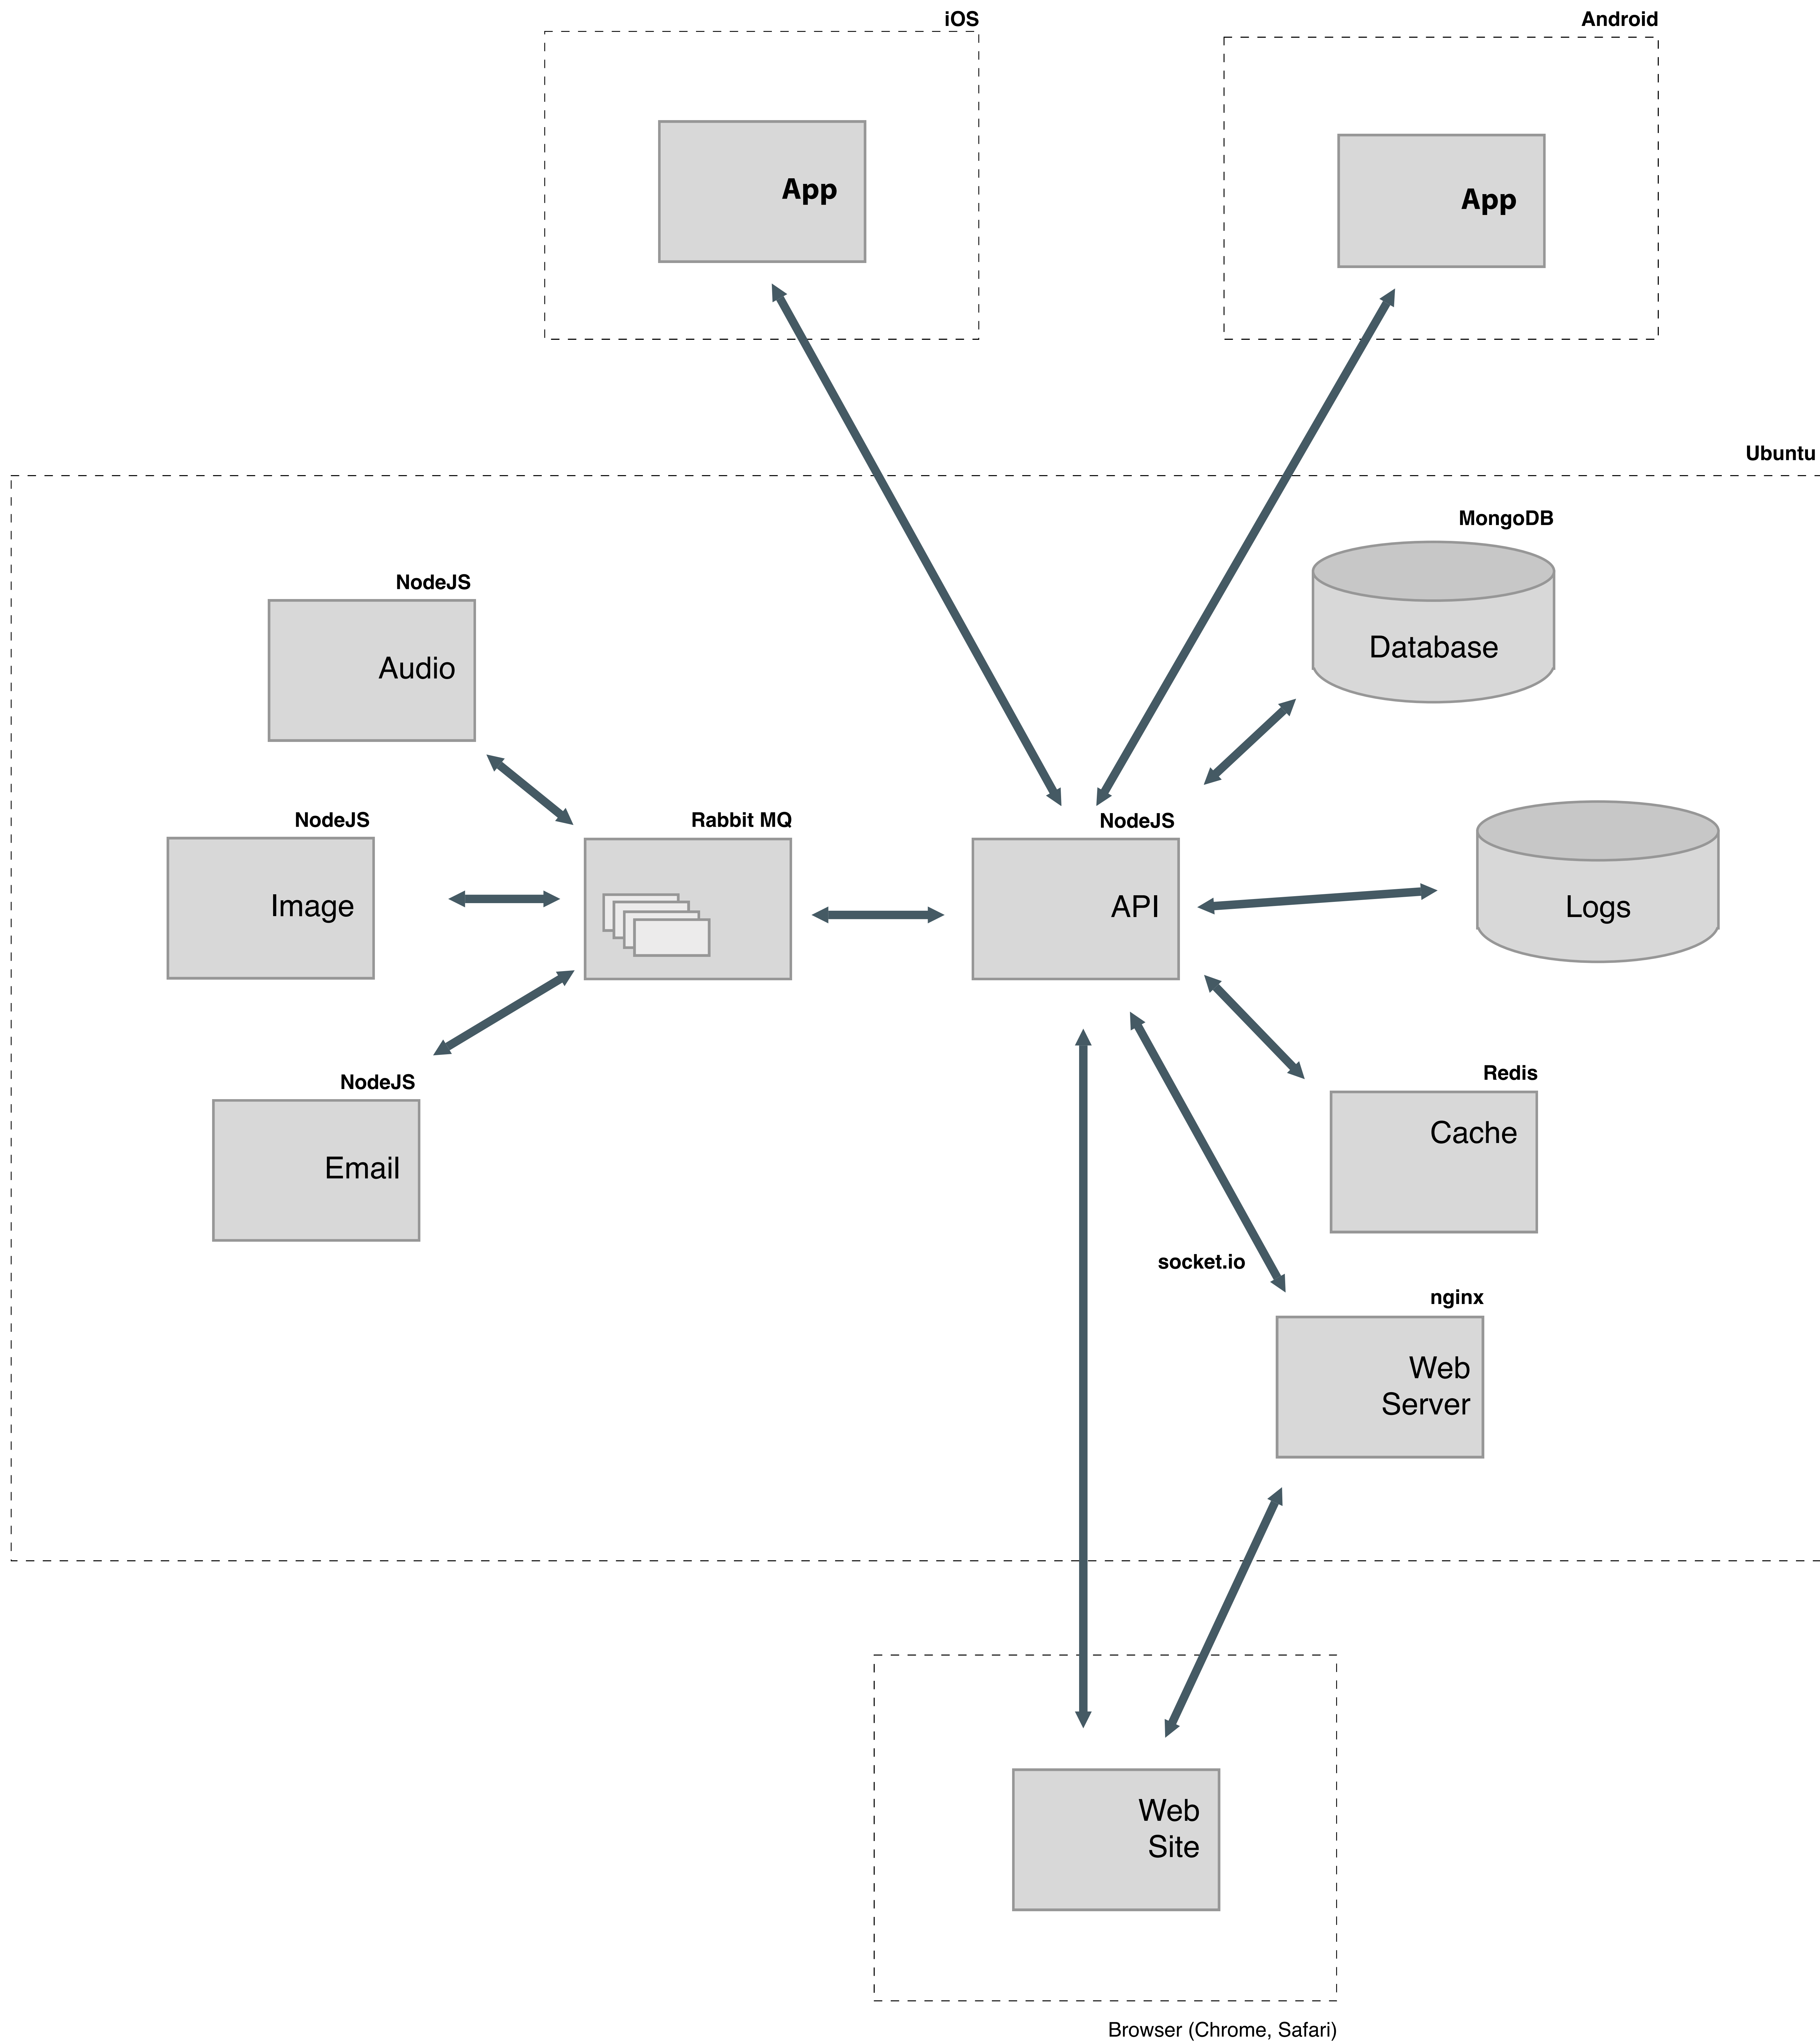 iOS
Android
App
App
Ubuntu
MongoDB
NodeJS
Database
Audio
NodeJS
Rabbit MQ
NodeJS
Image
API
Logs
NodeJS
Redis
Email
Cache
socket.io
nginx
Web
Server
Web
Site
Browser (Chrome, Safari)